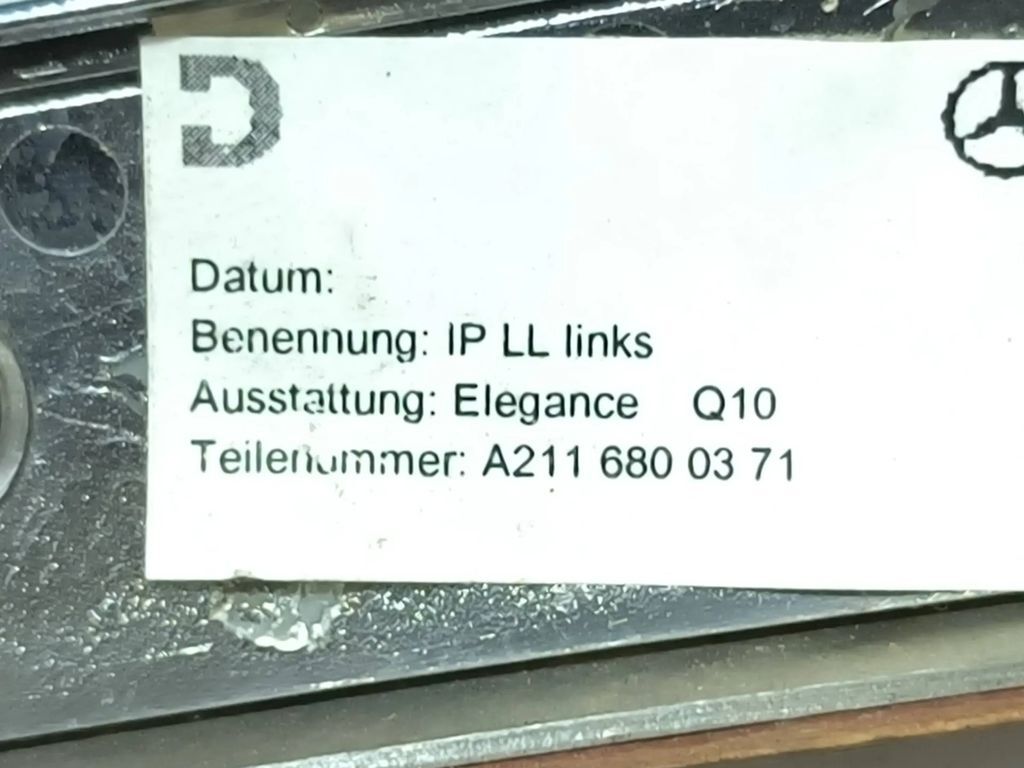 D
Datum:
Benennung: IP LL links
Ausstattung: Elegance Q10
Teilenummer: A211 680 03 71